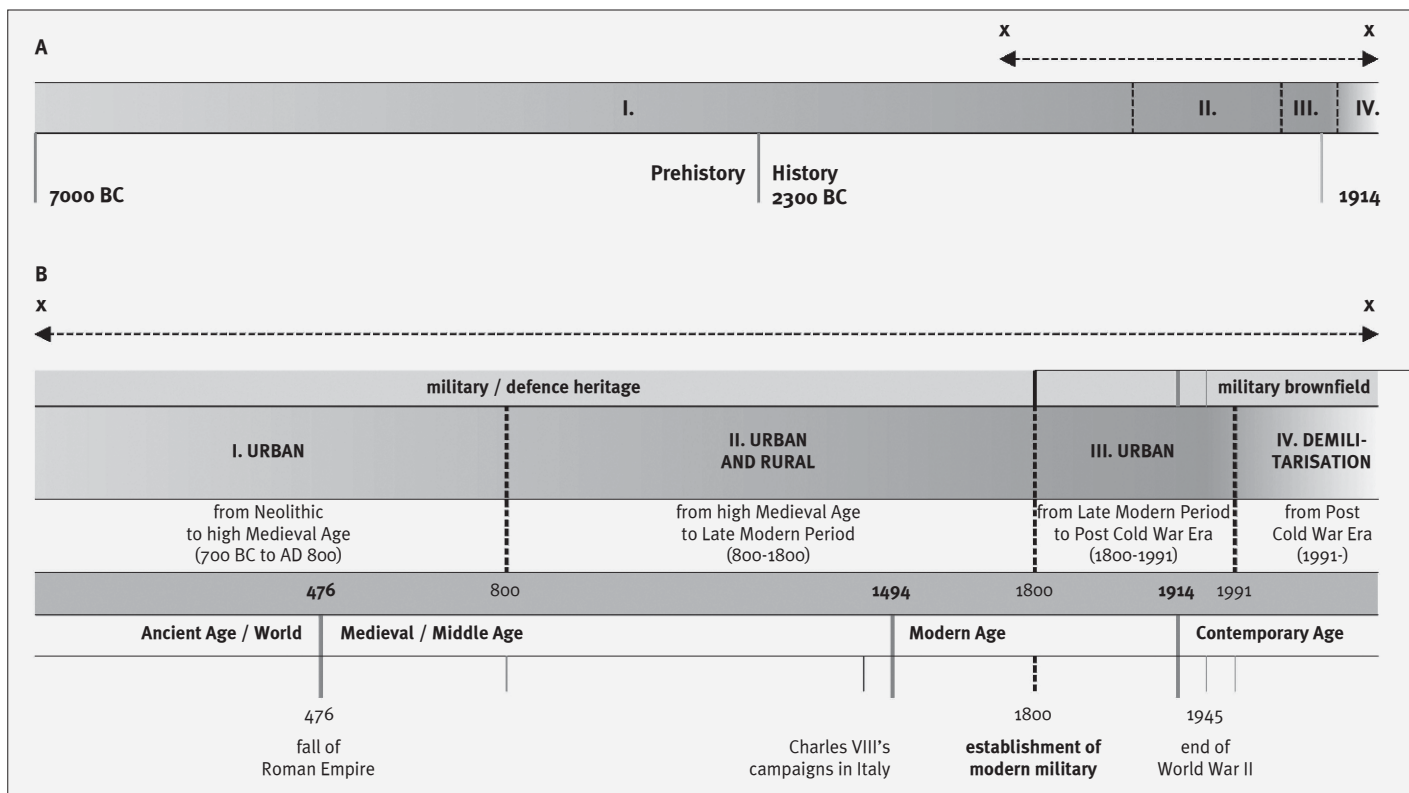 A
x x
I. II. III. IV.
7000 BC
Prehistory
History
2300 BC
1914
B
x x
military / defence heritage
military brownfield
I. URBAN
II. URBAN
AND RURAL
III. URBAN
IV. DEMILI-
TARISATION
from Neolithic
to high Medieval Age
(700 BC to AD 800)
from high Medieval Age
to Late Modern Period
(800-1800)
from Late Modern Period
to Post Cold War Era
(1800-1991)
from Post
Cold War Era
(1991-)
476 800 1494 1800 1914 1991
Ancient Age / World Medieval / Middle Age Modern Age Contemporary Age
476
fall of
Roman Empire
Charles VIII's
campaigns in Italy
1800
establishment of
modern military
1945
end of
World War II